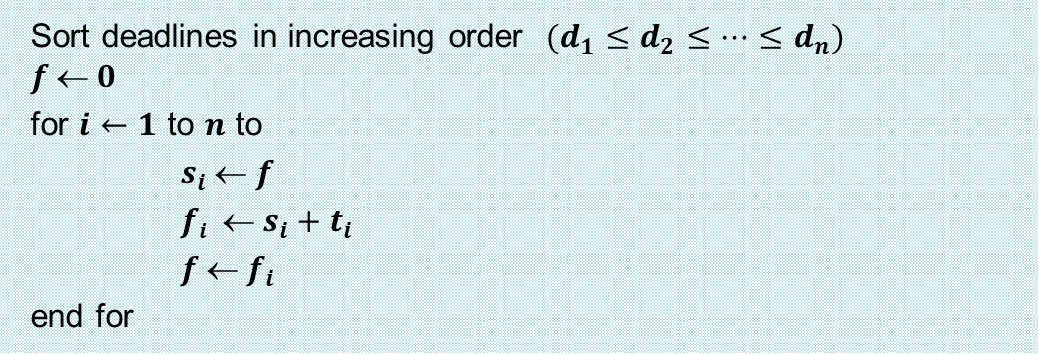 Sort deadlines in increasing order (d₁ ≤ d₂ ≤ ⋯ ≤ dₙ)
f ← 0
for i ← 1 to n to
sᵢ ← f
fᵢ ← sᵢ + tᵢ
f ← fᵢ
end for